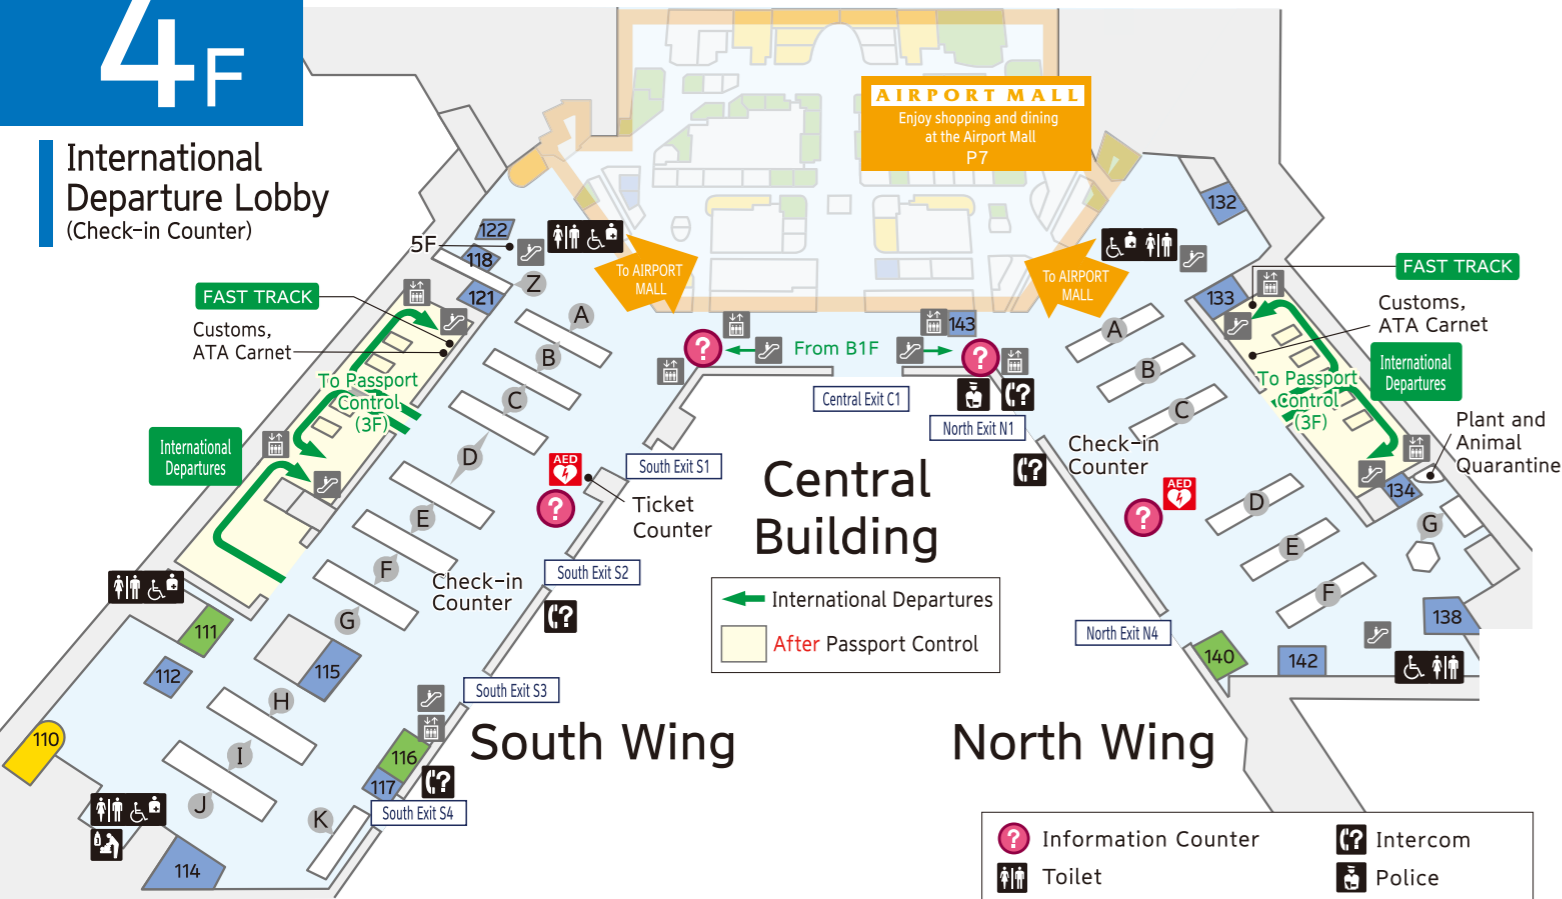 4F
International
Departure Lobby
(Check-in Counter)
AIRPORT MALL
Enjoy shopping and dining
at the Airport Mall
P7
132
122
5F
118
Z
121
To AIRPORT
MALL
To AIRPORT
MALL
133
FAST TRACK
FAST TRACK
Customs,
ATA Carnet
Customs,
ATA Carnet
A
B
C
D
E
F
G
H
I
J
K
143
From B1F
A
B
C
D
E
F
G
To Passport
Control
(3F)
To Passport
Control
(3F)
International
Departures
International
Departures
Central Exit C1
North Exit N1
South Exit S1
Check-in
Counter
Plant and
Animal
Quarantine
AED
AED
Ticket
Counter
Central
Building
134
South Exit S2
Check-in
Counter
International Departures
After Passport Control
North Exit N4
138
140
142
111
112
115
South Exit S3
South Wing
North Wing
110
116
117
South Exit S4
114
Information Counter
Intercom
Toilet
Police